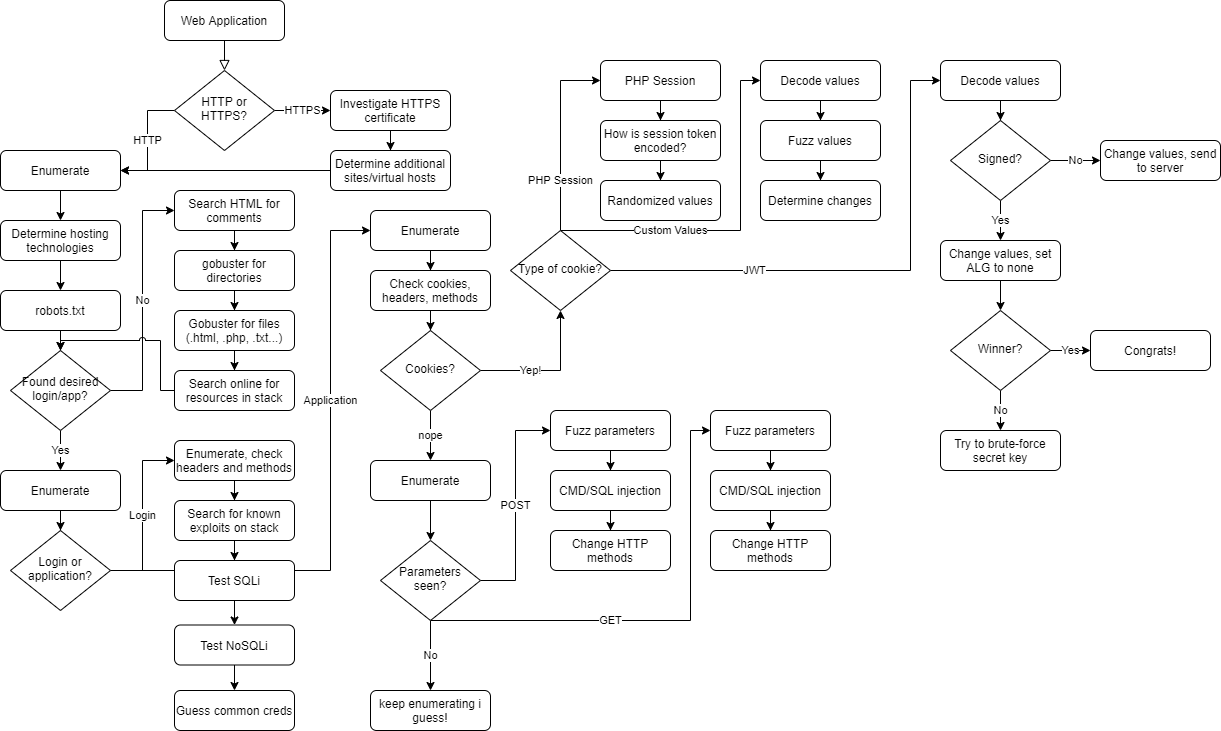 Web Application
HTTP or
HTTPS?
HTTPS
Investigate HTTPS
certificate
HTTP
Determine additional
sites/virtual hosts
Enumerate
Determine hosting
technologies
robots.txt
Found desired
login/app?
No
Search HTML for
comments
gobuster for
directories
Gobuster for files
(.html, .php, .txt...)
Search online for
resources in stack
Yes
Enumerate
Login or
application?
Login
Enumerate, check
headers and methods
Search for known
exploits on stack
Test SQLi
Test NoSQLi
Guess common creds
Application
Enumerate
Check cookies,
headers, methods
Cookies?
Yep!
nope
Enumerate
Parameters
seen?
No
keep enumerating i
guess!
POST
Fuzz parameters
CMD/SQL injection
Change HTTP
methods
GET
Fuzz parameters
CMD/SQL injection
Change HTTP
methods
Type of cookie?
PHP Session
PHP Session
How is session token
encoded?
Randomized values
Custom Values
Decode values
Fuzz values
Determine changes
JWT
Decode values
Signed?
No
Change values, send
to server
Yes
Change values, set
ALG to none
Winner?
Yes
Congrats!
No
Try to brute-force
secret key